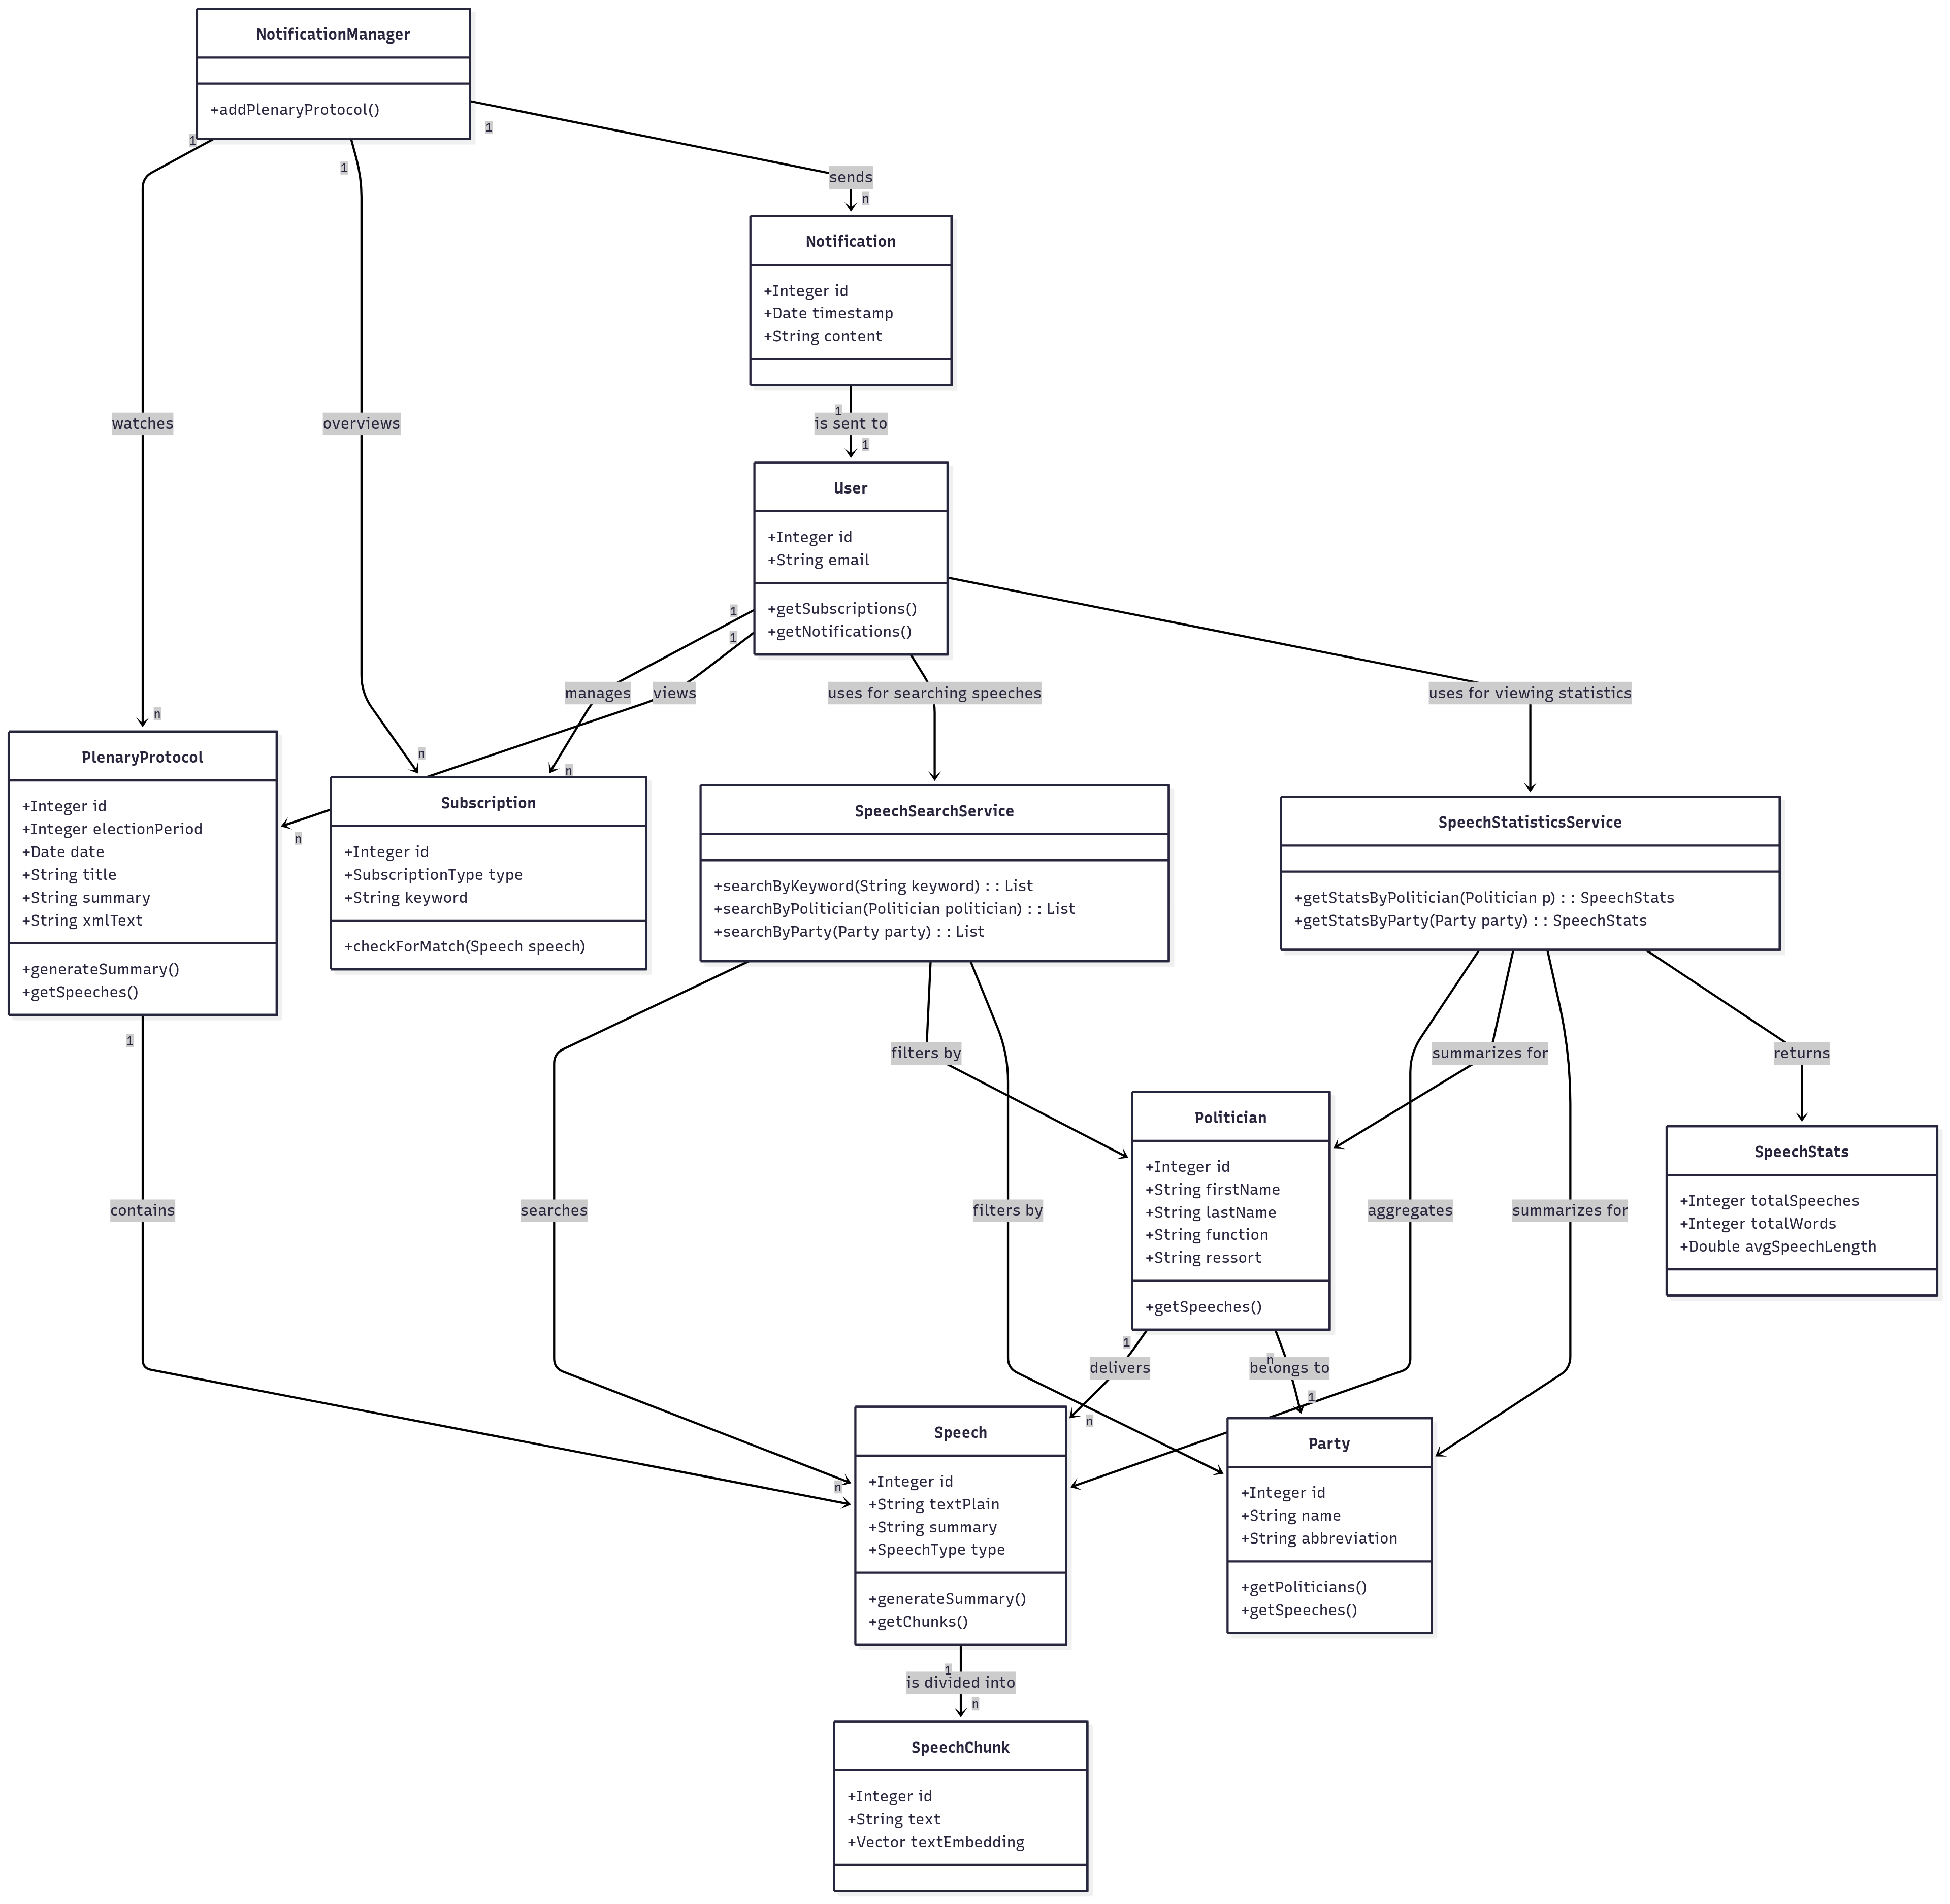 NotificationManager
+addPlenaryProtocol()
1
1
1
sends
n
Notification
+Integer id
+Date timestamp
+String content
1
is sent to
1
watches
overviews
User
+Integer id
+String email
+getSubscriptions()
+getNotifications()
1
1
manages
views
uses for searching speeches
uses for viewing statistics
n
n
n
n
PlenaryProtocol
+Integer id
+Integer electionPeriod
+Date date
+String title
+String summary
+String xmlText
+generateSummary()
+getSpeeches()
Subscription
+Integer id
+SubscriptionType type
+String keyword
+checkForMatch(Speech speech)
SpeechSearchService
+searchByKeyword(String keyword) : : List
+searchByPolitician(Politician politician) : : List
+searchByParty(Party party) : : List
SpeechStatisticsService
+getStatsByPolitician(Politician p) : : SpeechStats
+getStatsByParty(Party party) : : SpeechStats
1
filters by
summarizes for
returns
Politician
+Integer id
+String firstName
+String lastName
+String function
+String ressort
+getSpeeches()
SpeechStats
+Integer totalSpeeches
+Integer totalWords
+Double avgSpeechLength
contains
searches
filters by
aggregates
summarizes for
1
delivers
n
n
belongs to
1
n
Speech
+Integer id
+String textPlain
+String summary
+SpeechType type
+generateSummary()
+getChunks()
Party
+Integer id
+String name
+String abbreviation
+getPoliticians()
+getSpeeches()
1
is divided into
n
SpeechChunk
+Integer id
+String text
+Vector textEmbedding